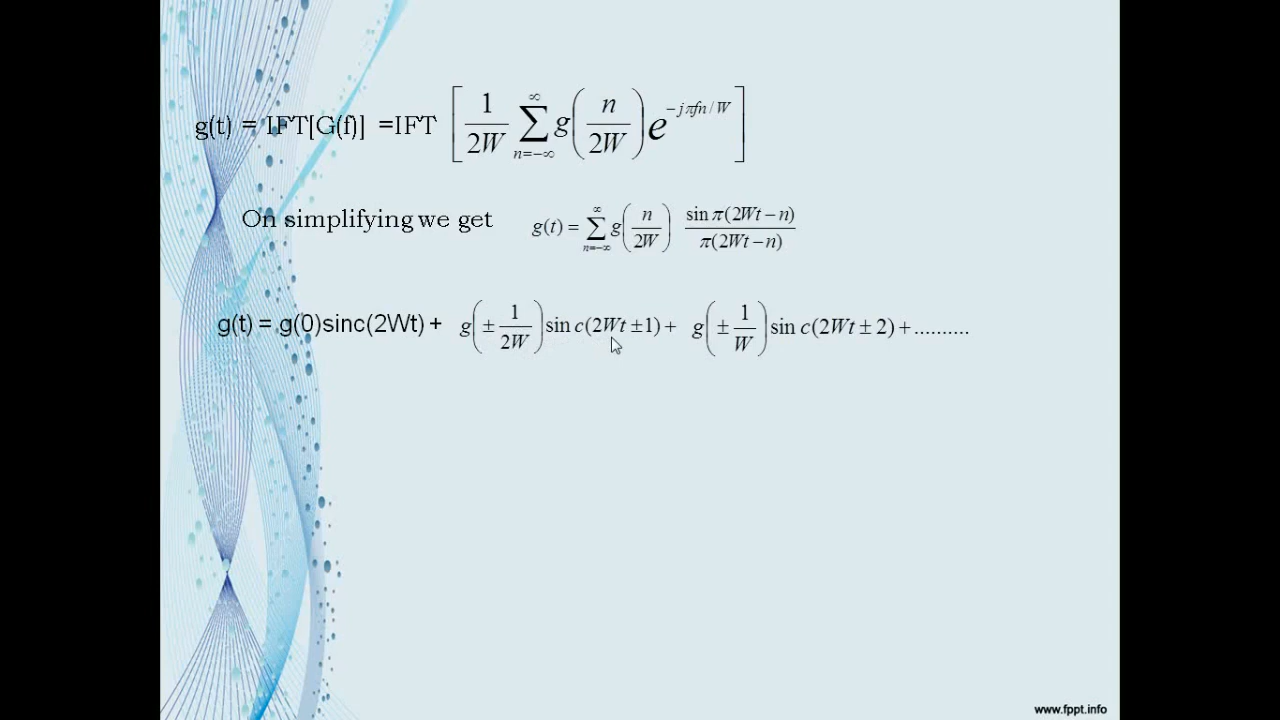 g(t) = IFT[G(f)] =IFT [ 1/2W ∑_{n=-∞}^{∞} g(n/2W) e^{-jπfn/W} ]
On simplifying we get g(t) = ∑_{n=-∞}^{∞} g(n/2W) sin π(2Wt-n)/π(2Wt-n)
g(t) = g(0)sinc(2Wt) + g(± 1/2W) sin c(2Wt ±1) + g(± 1/W) sin c(2Wt ± 2) + ..........
www.fppt.info